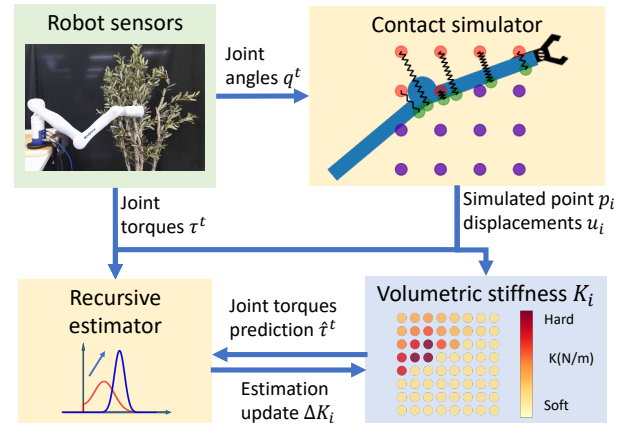 Robot sensors
Joint
angles q^t
Contact simulator
Joint
torques τ^t
Simulated point p_i
displacements u_i
Recursive
estimator
Joint torques
prediction τ̂^t
Estimation
update ΔK_i
Volumetric stiffness K_i
Hard
K(N/m)
Soft